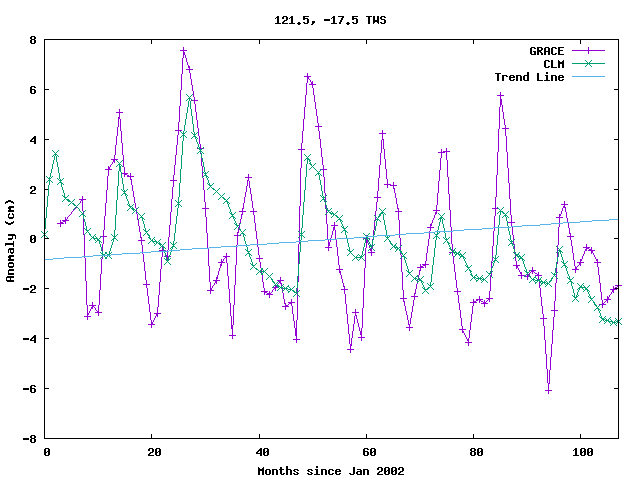 121.5, -17.5 TWS
GRACE
CLM
Trend Line
8
6
4
2
0
-2
-4
-6
-8
Anomaly (cm)
0 20 40 60 80 100
Months since Jan 2002